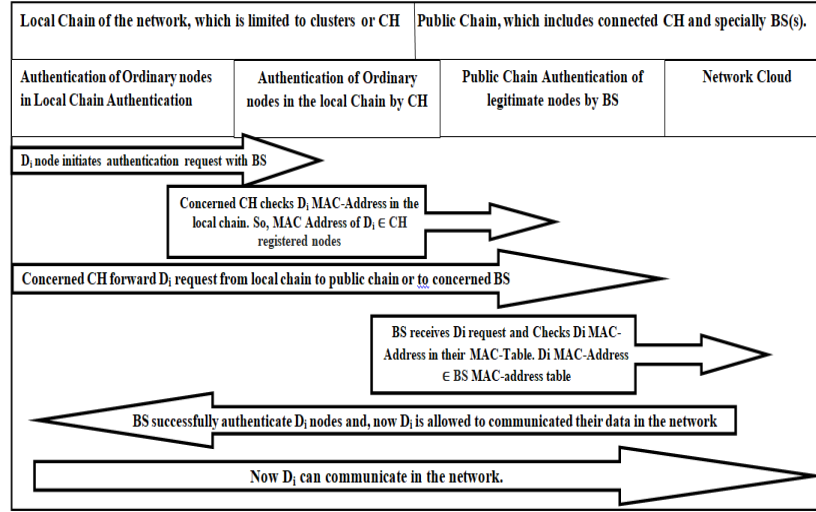 Local Chain of the network, which is limited to clusters or CH
Public Chain, which includes connected CH and specially BS(s).
Authentication of Ordinary nodes
in Local Chain Authentication
Authentication of Ordinary
nodes in the local Chain by CH
Public Chain Authentication of
legitimate nodes by BS
Network Cloud
Di node initiates authentication request with BS
Concerned CH checks Di MAC-Address in the
local chain. So, MAC Address of Di ∈ CH
registered nodes
Concerned CH forward Di request from local chain to public chain or to concerned BS
BS receives Di request and Checks Di MAC-
Address in their MAC-Table. Di MAC-Address
∈ BS MAC-address table
BS successfully authenticate Di nodes and, now Di is allowed to communicated their data in the network
Now Di can communicate in the network.